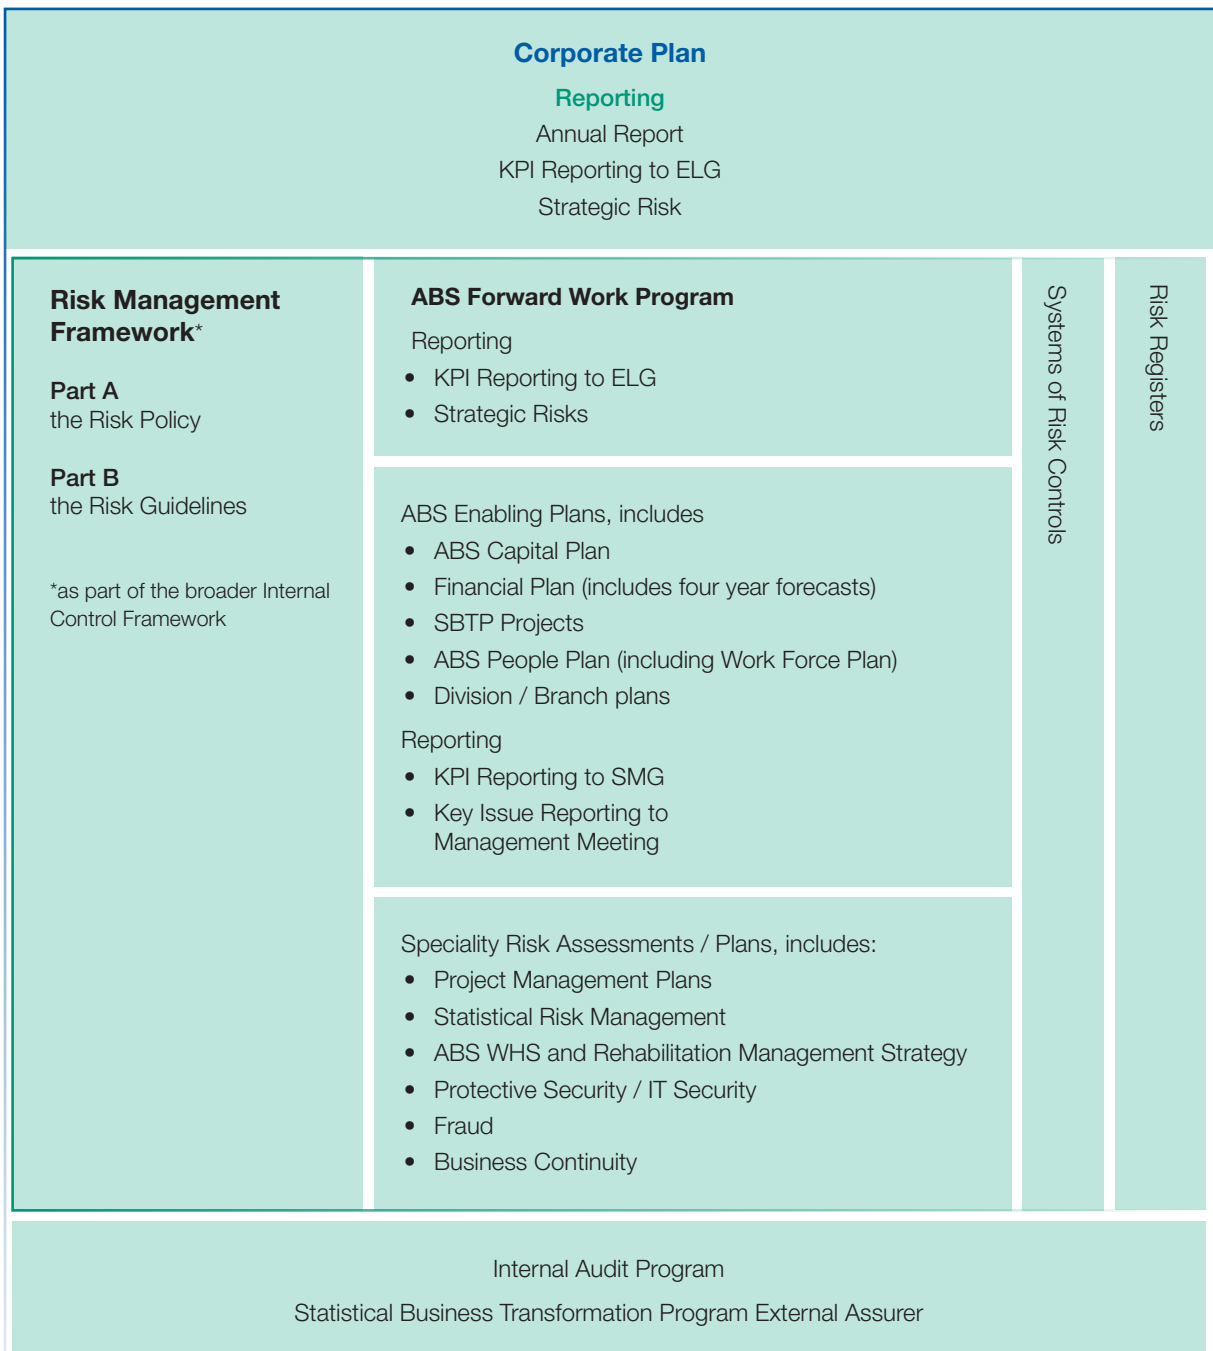 Corporate Plan
Reporting
Annual Report
KPI Reporting to ELG
Strategic Risk
Risk Management
Framework*
Part A
the Risk Policy
Part B
the Risk Guidelines
*as part of the broader Internal
Control Framework
ABS Forward Work Program
Reporting
• KPI Reporting to ELG
• Strategic Risks
ABS Enabling Plans, includes
• ABS Capital Plan
• Financial Plan (includes four year forecasts)
• SBTP Projects
• ABS People Plan (including Work Force Plan)
• Division / Branch plans
Reporting
• KPI Reporting to SMG
• Key Issue Reporting to
Management Meeting
Speciality Risk Assessments / Plans, includes:
• Project Management Plans
• Statistical Risk Management
• ABS WHS and Rehabilitation Management Strategy
• Protective Security / IT Security
• Fraud
• Business Continuity
Systems of Risk Controls
Risk Registers
Internal Audit Program
Statistical Business Transformation Program External Assurer